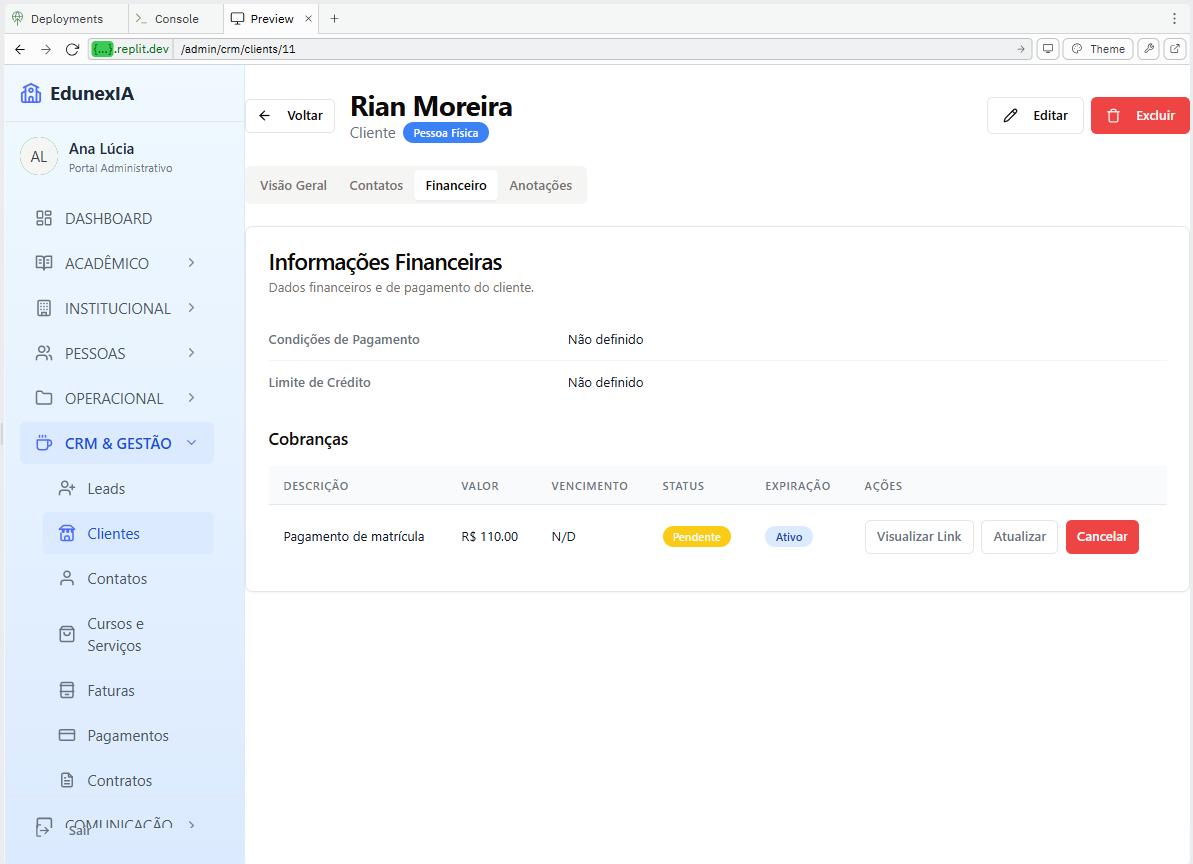 Deployments
Console
Preview
{...}.replit.dev /admin/crm/clients/11
Theme
EdunexIA
AL
Ana Lúcia
Portal Administrativo
DASHBOARD
ACADÊMICO
INSTITUCIONAL
PESSOAS
OPERACIONAL
CRM & GESTÃO
Leads
Clientes
Contatos
Cursos e
Serviços
Faturas
Pagamentos
Contratos
COMUNICAÇÃO
Sair
Voltar
Rian Moreira
Cliente Pessoa Física
Editar
Excluir
Visão Geral Contatos Financeiro Anotações
Informações Financeiras
Dados financeiros e de pagamento do cliente.
Condições de Pagamento Não definido
Limite de Crédito Não definido
Cobranças
DESCRIÇÃO VALOR VENCIMENTO STATUS EXPIRAÇÃO AÇÕES
Pagamento de matrícula R$ 110.00 N/D Pendente Ativo Visualizar Link Atualizar Cancelar